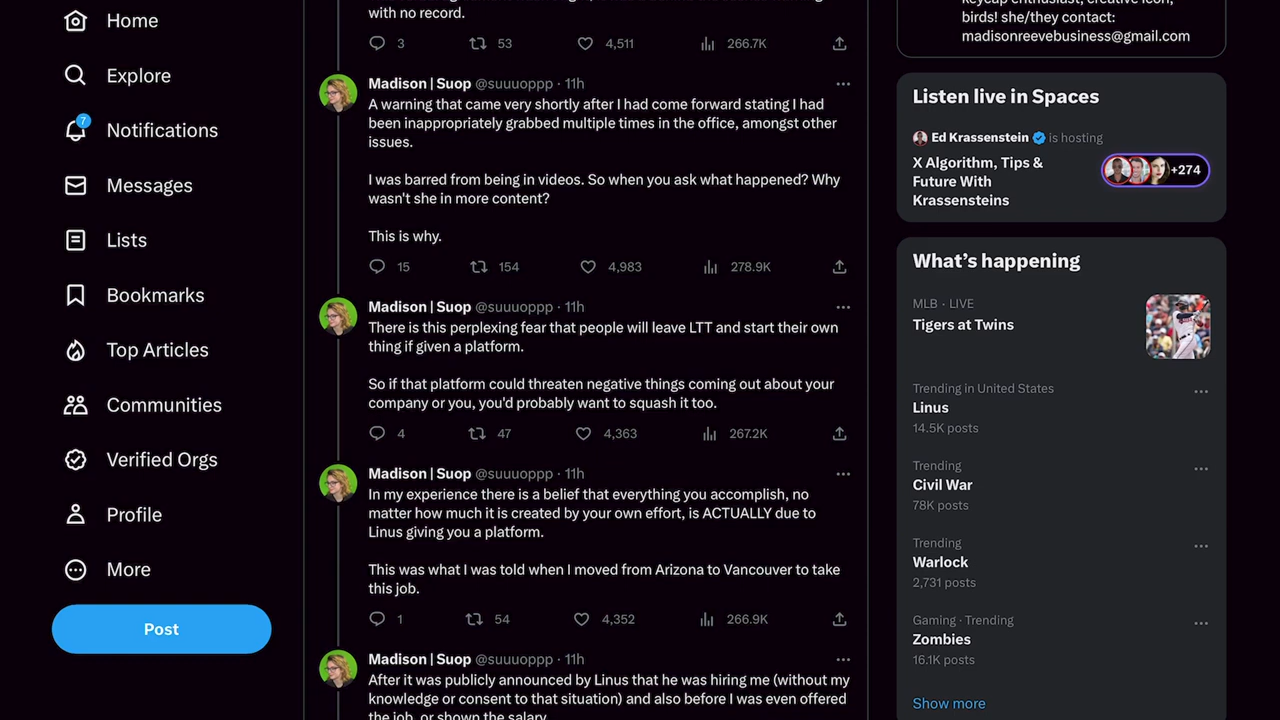 Home
Explore
7
Notifications
Messages
Lists
Bookmarks
Top Articles
Communities
Verified Orgs
Profile
More
Post
with no record.
3 53 4,511 266.7K
Madison | Suop @suuuoppp · 11h
A warning that came very shortly after I had come forward stating I had
been inappropriately grabbed multiple times in the office, amongst other
issues.
I was barred from being in videos. So when you ask what happened? Why
wasn't she in more content?
This is why.
15 154 4,983 278.9K
Madison | Suop @suuuoppp · 11h
There is this perplexing fear that people will leave LTT and start their own
thing if given a platform.
So if that platform could threaten negative things coming out about your
company or you, you'd probably want to squash it too.
4 47 4,363 267.2K
Madison | Suop @suuuoppp · 11h
In my experience there is a belief that everything you accomplish, no
matter how much it is created by your own effort, is ACTUALLY due to
Linus giving you a platform.
This was what I was told when I moved from Arizona to Vancouver to take
this job.
1 54 4,352 266.9K
Madison | Suop @suuuoppp · 11h
After it was publicly announced by Linus that he was hiring me (without my
knowledge or consent to that situation) and also before I was even offered
the job, or shown the salary
keycap enthusiast, creative icon,
birds! she/they contact:
madisonreevebusiness@gmail.com
Listen live in Spaces
Ed Krassenstein is hosting
X Algorithm, Tips &
Future With
Krassensteins
+274
What's happening
MLB · LIVE
Tigers at Twins
Trending in United States
Linus
14.5K posts
Trending
Civil War
78K posts
Trending
Warlock
2,731 posts
Gaming · Trending
Zombies
16.1K posts
Show more